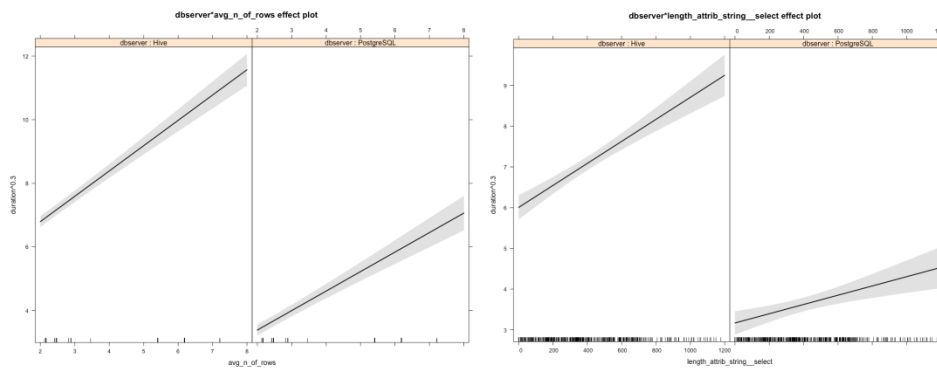 dbserver*avg_n_of_rows effect plot
2 3 4 5 6 7 8
dbserver : Hive
dbserver : PostgreSQL
12
10
8
6
4
duration^0.3
2 3 4 5 6 7 8
avg_n_of_rows
dbserver*length_attrib_string__select effect plot
0 200 400 600 800 1000
dbserver : Hive
dbserver : PostgreSQL
9
8
7
6
5
4
3
duration^0.3
0 200 400 600 800 1000 1200
length_attrib_string__select